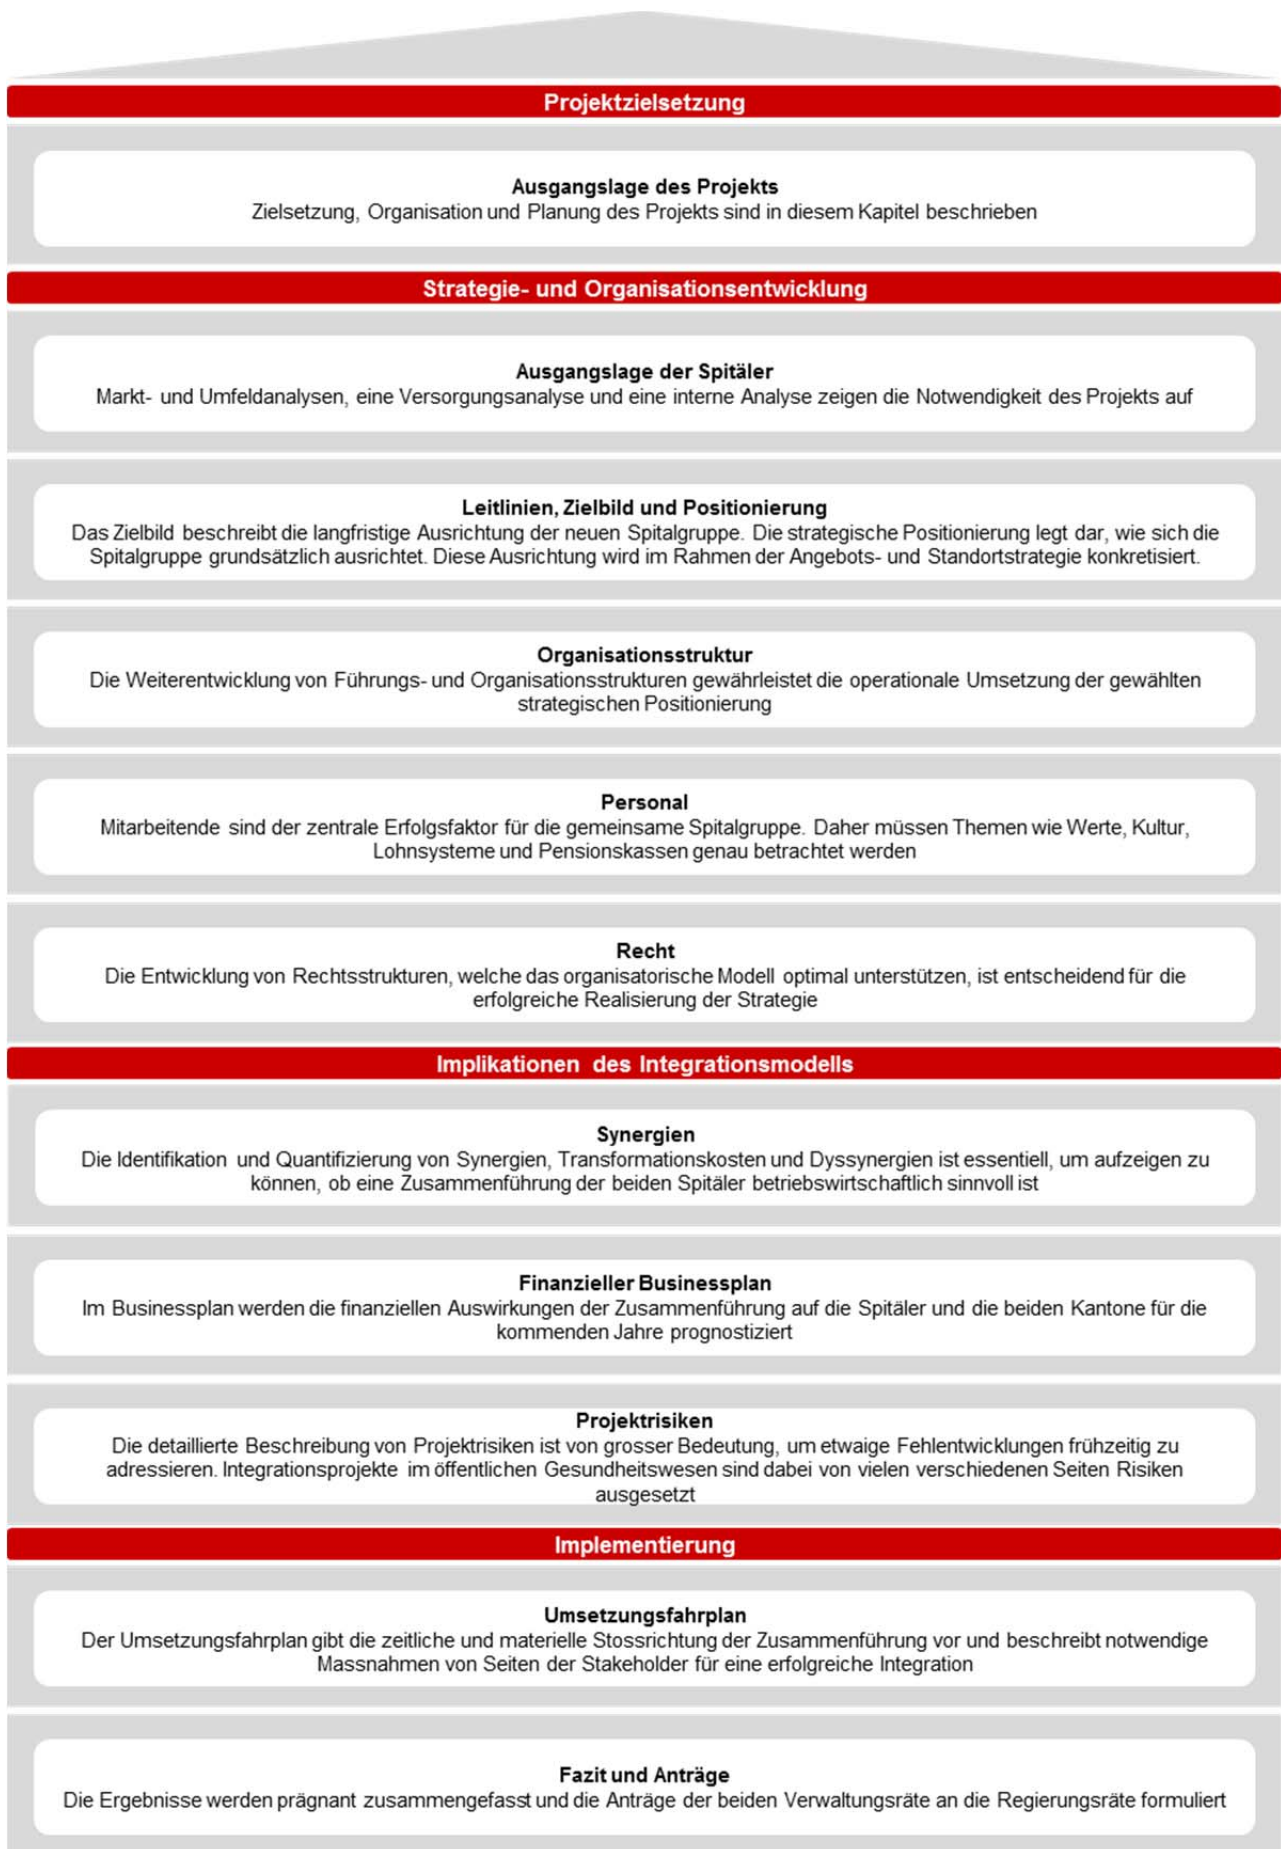 Projektzielsetzung
Ausgangslage des Projekts
Zielsetzung, Organisation und Planung des Projekts sind in diesem Kapitel beschrieben
Strategie- und Organisationsentwicklung
Ausgangslage der Spitäler
Markt- und Umfeldanalysen, eine Versorgungsanalyse und eine interne Analyse zeigen die Notwendigkeit des Projekts auf
Leitlinien, Zielbild und Positionierung
Das Zielbild beschreibt die langfristige Ausrichtung der neuen Spitalgruppe. Die strategische Positionierung legt dar, wie sich die
Spitalgruppe grundsätzlich ausrichtet. Diese Ausrichtung wird im Rahmen der Angebots- und Standortstrategie konkretisiert.
Organisationsstruktur
Die Weiterentwicklung von Führungs- und Organisationsstrukturen gewährleistet die operationale Umsetzung der gewählten
strategischen Positionierung
Personal
Mitarbeitende sind der zentrale Erfolgsfaktor für die gemeinsame Spitalgruppe. Daher müssen Themen wie Werte, Kultur,
Lohnsysteme und Pensionskassen genau betrachtet werden
Recht
Die Entwicklung von Rechtsstrukturen, welche das organisatorische Modell optimal unterstützen, ist entscheidend für die
erfolgreiche Realisierung der Strategie
Implikationen des Integrationsmodells
Synergien
Die Identifikation und Quantifizierung von Synergien, Transformationskosten und Dyssynergien ist essentiell, um aufzeigen zu
können, ob eine Zusammenführung der beiden Spitäler betriebswirtschaftlich sinnvoll ist
Finanzieller Businessplan
Im Businessplan werden die finanziellen Auswirkungen der Zusammenführung auf die Spitäler und die beiden Kantone für die
kommenden Jahre prognostiziert
Projektrisiken
Die detaillierte Beschreibung von Projektrisiken ist von grosser Bedeutung, um etwaige Fehlentwicklungen frühzeitig zu
adressieren. Integrationsprojekte im öffentlichen Gesundheitswesen sind dabei von vielen verschiedenen Seiten Risiken
ausgesetzt
Implementierung
Umsetzungsfahrplan
Der Umsetzungsfahrplan gibt die zeitliche und materielle Stossrichtung der Zusammenführung vor und beschreibt notwendige
Massnahmen von Seiten der Stakeholder für eine erfolgreiche Integration
Fazit und Anträge
Die Ergebnisse werden prägnant zusammengefasst und die Anträge der beiden Verwaltungsräte an die Regierungsräte formuliert